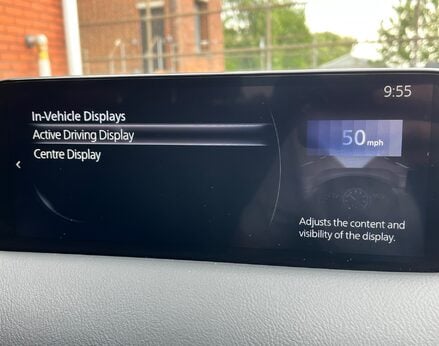 9:55
In-Vehicle Displays
Active Driving Display
Centre Display
50 mph
Adjusts the content and
visibility of the display.